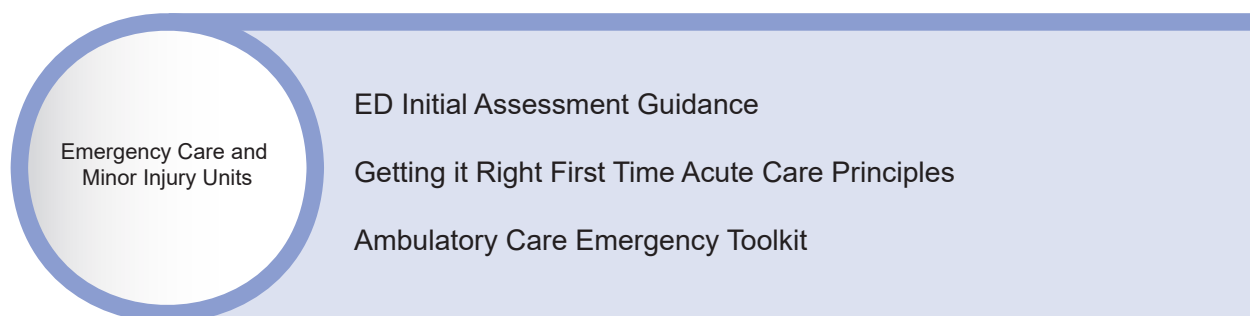 Emergency Care and
Minor Injury Units
ED Initial Assessment Guidance
Getting it Right First Time Acute Care Principles
Ambulatory Care Emergency Toolkit